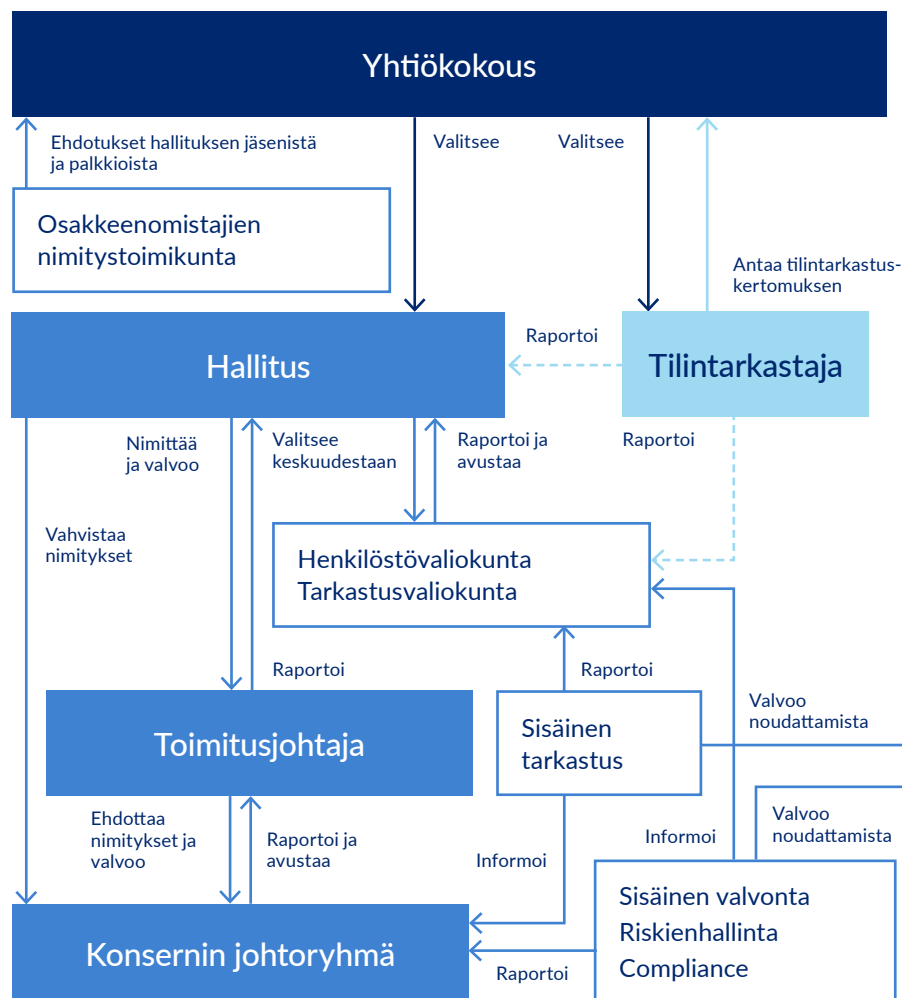 Yhtiökokous
Ehdotukset hallituksen jäsenistä
ja palkkioista
Valitsee
Valitsee
Osakkeenomistajien
nimitystoimikunta
Antaa tilintarkastus-
kertomuksen
Hallitus
Raportoi
Tilintarkastaja
Nimittää
ja valvoo
Valitsee
keskuudestaan
Raportoi ja
avustaa
Raportoi
Vahvistaa
nimitykset
Henkilöstövaliokunta
Tarkastusvaliokunta
Raportoi
Raportoi
Toimitusjohtaja
Sisäinen
tarkastus
Valvoo
noudattamista
Ehdottaa
nimitykset ja
valvoo
Raportoi ja
avustaa
Informoi
Informoi
Valvoo
noudattamista
Konsernin johtoryhmä
Raportoi
Sisäinen valvonta
Riskienhallinta
Compliance